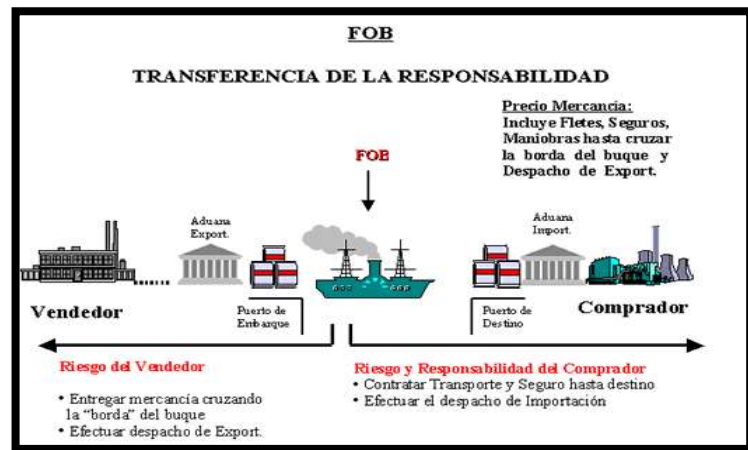 FOB
TRANSFERENCIA DE LA RESPONSABILIDAD
Precio Mercancía:
Incluye Fletes, Seguros,
Maniobras hasta cruzar
la borda del buque y
Despacho de Export.
FOB
Aduana
Export.
Aduana
Import.
Vendedor
Puerto de
Embarque
Puerto de
Destino
Comprador
Riesgo del Vendedor
• Entregar mercancía cruzando
la “borda” del buque
• Efectuar despacho de Export.
Riesgo y Responsabilidad del Comprador
• Contratar Transporte y Seguro hasta destino
• Efectuar el despacho de Importación